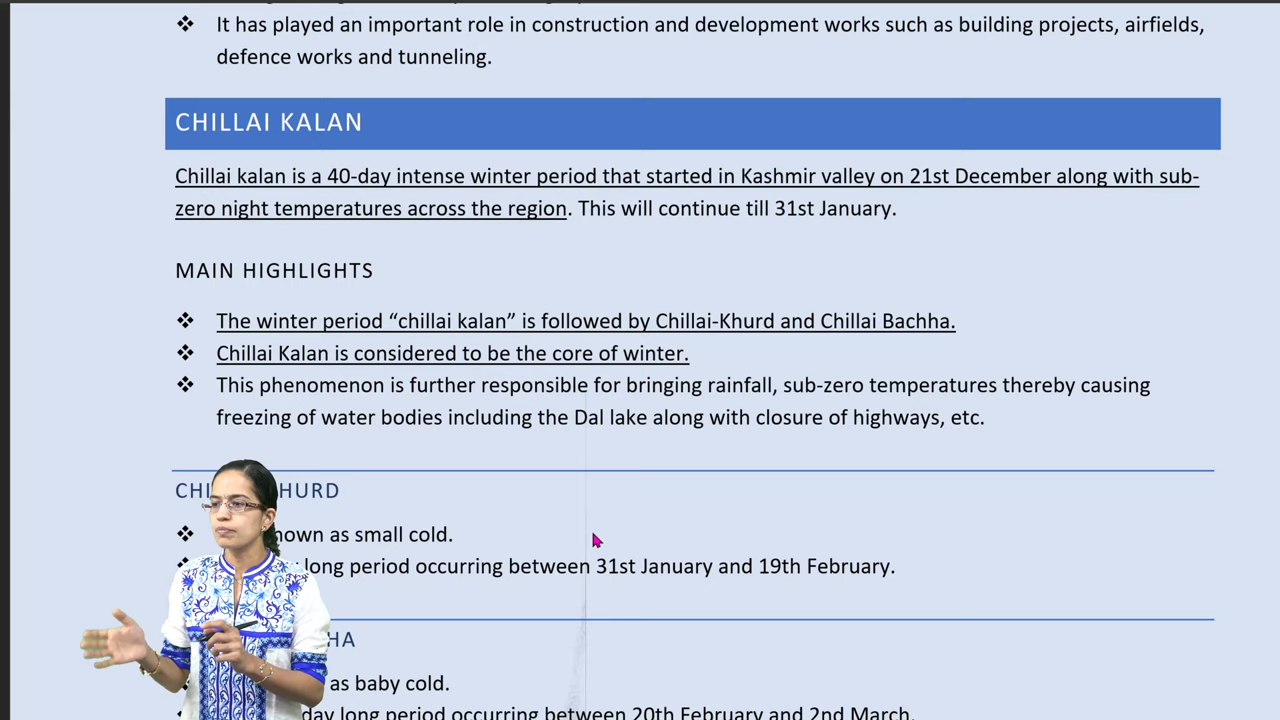 It has played an important role in construction and development works such as building projects, airfields,
defence works and tunneling.
CHILLAI KALAN
Chillai kalan is a 40-day intense winter period that started in Kashmir valley on 21st December along with sub-
zero night temperatures across the region. This will continue till 31st January.
MAIN HIGHLIGHTS
❖ The winter period “chillai kalan” is followed by Chillai-Khurd and Chillai Bachha.
❖ Chillai Kalan is considered to be the core of winter.
❖ This phenomenon is further responsible for bringing rainfall, sub-zero temperatures thereby causing
freezing of water bodies including the Dal lake along with closure of highways, etc.
as small cold.
long period occurring between 31st January and 19th February.
as baby cold.
long period occurring between 20th February and 2nd March.